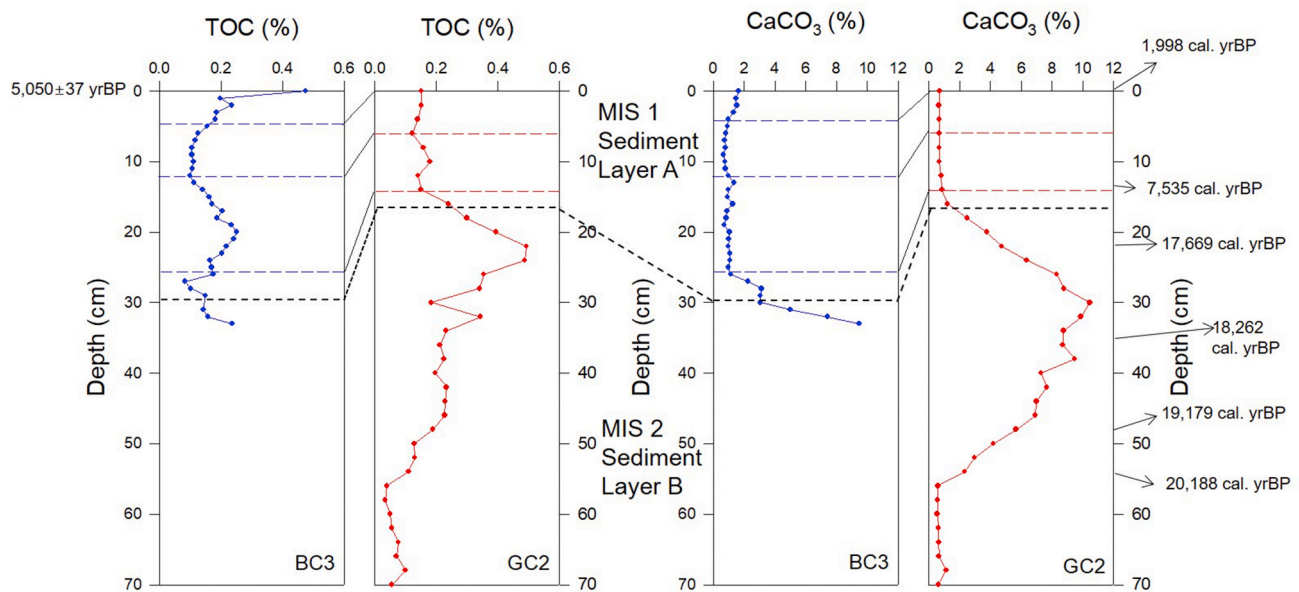 TOC (%)
TOC (%)
CaCO3 (%)
CaCO3 (%)
1,998 cal. yrBP
0.0 0.2 0.4 0.6
0.0 0.2 0.4 0.6
0 2 4 6 8 10 12
0 2 4 6 8 10 12
5,050±37 yrBP
0
10
20
30
40
50
60
70
Depth (cm)
BC3
GC2
0
10
20
30
40
50
60
70
MIS 1
Sediment
Layer A
MIS 2
Sediment
Layer B
0
10
20
30
40
50
60
70
Depth (cm)
BC3
GC2
0
10
20
30
40
50
60
70
Depth (cm)
7,535 cal. yrBP
17,669 cal. yrBP
18,262
cal. yrBP
19,179 cal. yrBP
20,188 cal. yrBP